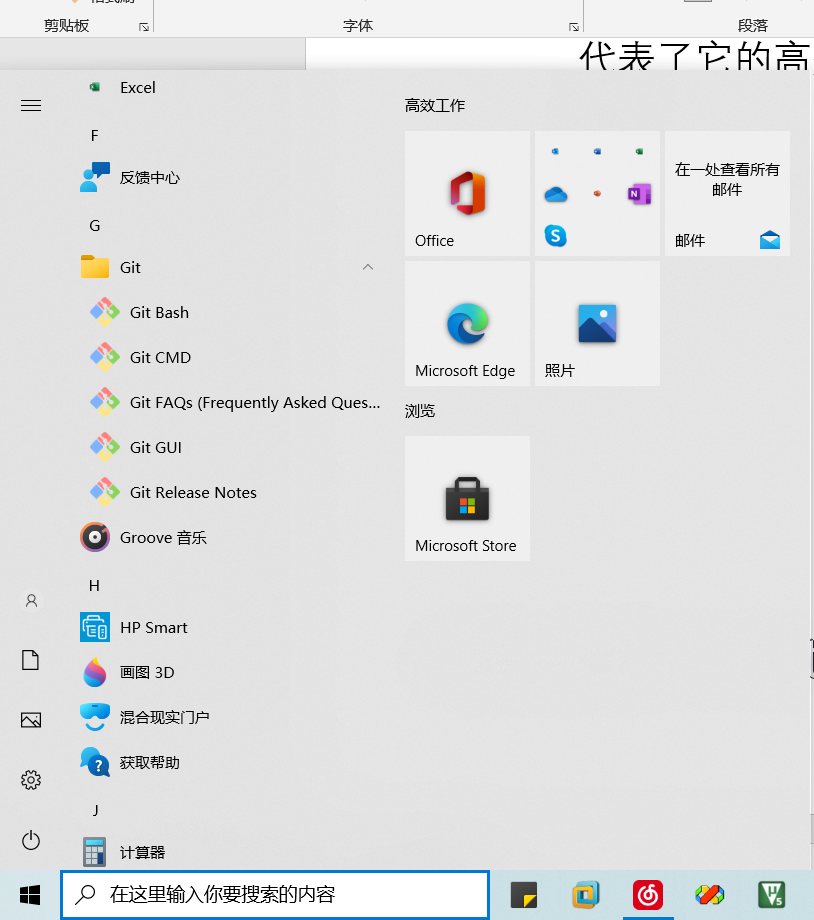 剪贴板
字体
段落
代表了它的高
Excel
F
反馈中心
G
Git
Git Bash
Git CMD
Git FAQs (Frequently Asked Ques...
Git GUI
Git Release Notes
Groove 音乐
H
HP Smart
画图 3D
混合现实门户
获取帮助
J
计算器
高效工作
Office
在一处查看所有
邮件
邮件
Microsoft Edge
照片
浏览
Microsoft Store
在这里输入你要搜索的内容